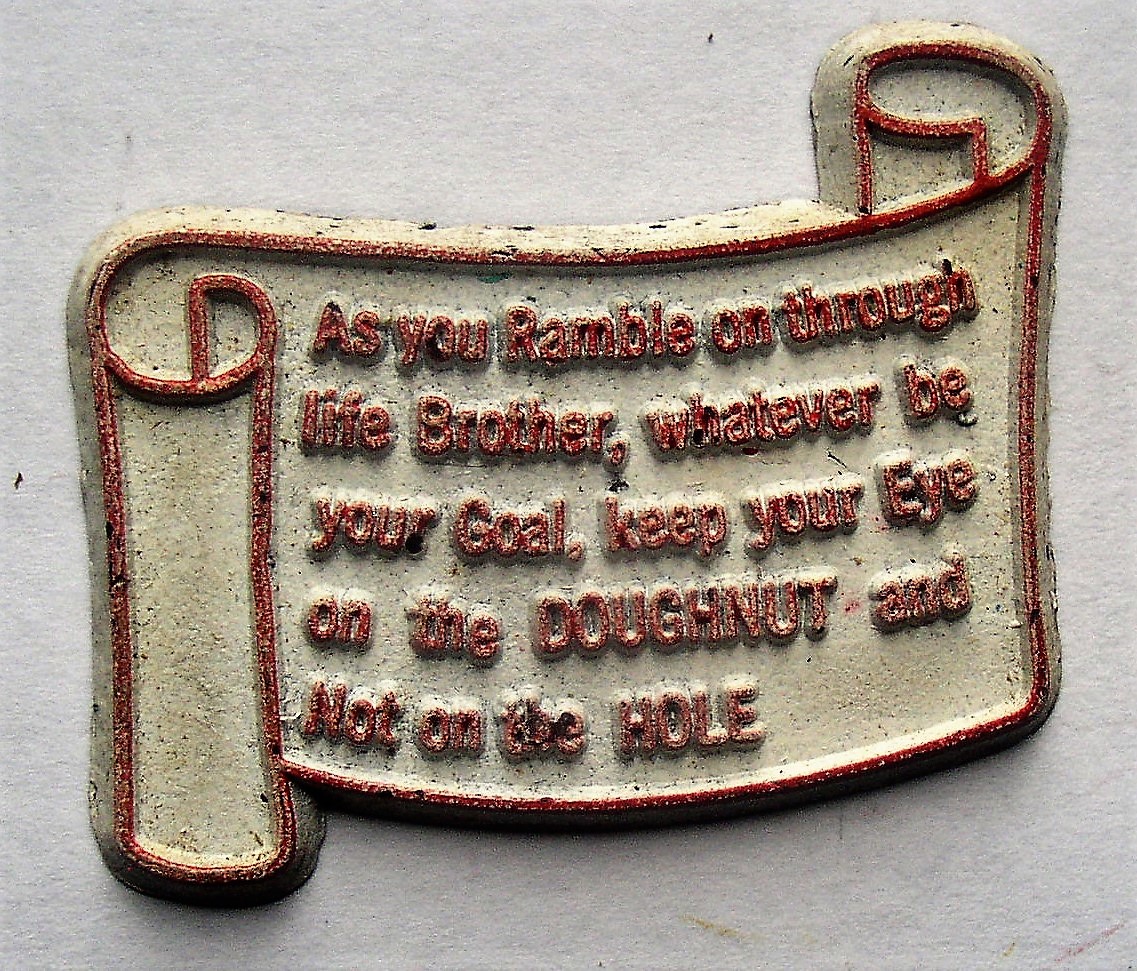 As you Ramble on through
life Brother, whatever be
your Goal, keep your Eye
on the DOUGHNUT and
Not on the HOLE